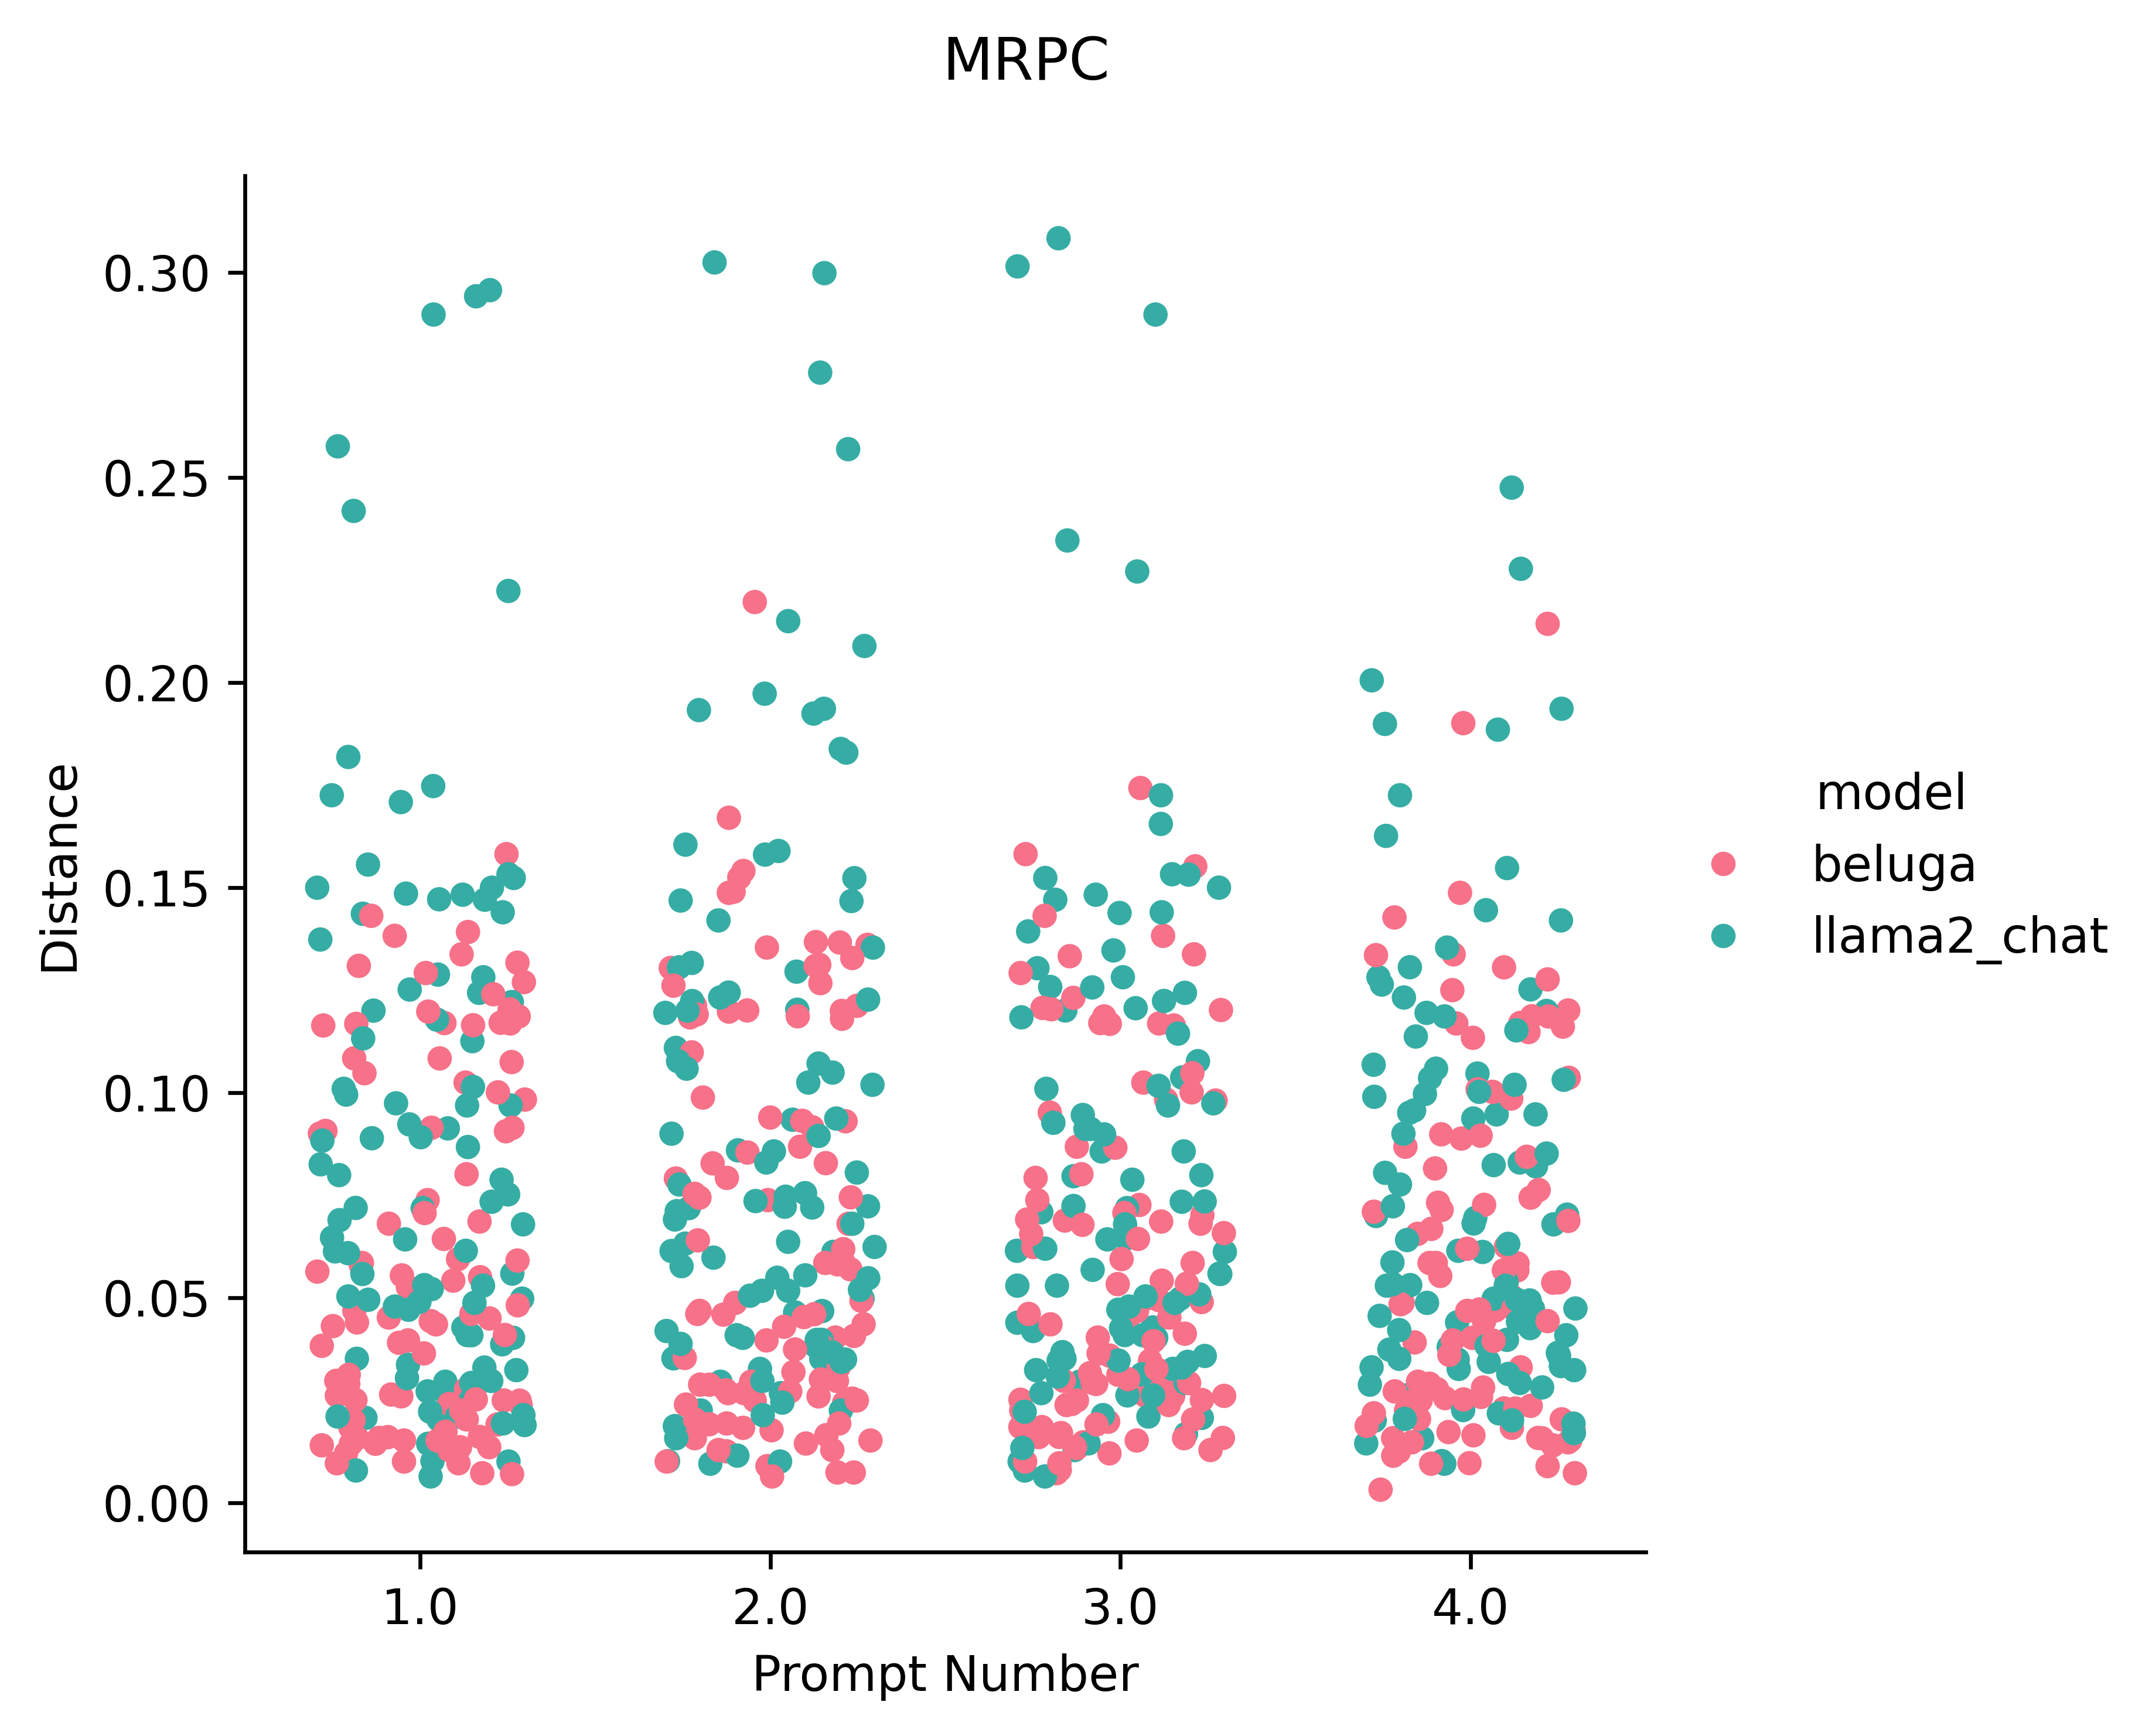 MRPC
0.30
0.25
0.20
0.15
0.10
0.05
0.00
Distance
1.0 2.0 3.0 4.0
Prompt Number
model
beluga
llama2_chat